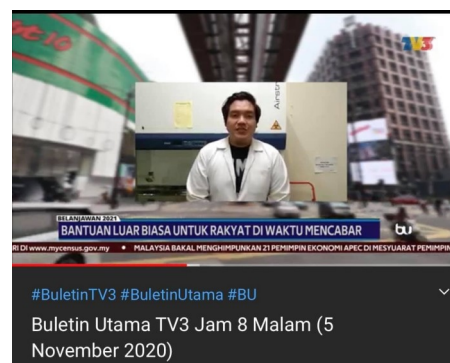 TV3
Airstr
BELANJAWAN 2021
BANTUAN LUAR BIASA UNTUK RAKYAT DI WAKTU MENCABAR
bu
RI DI www.mycensus.gov.my • MALAYSIA BAKAL MENGHIMPUNKAN 21 PEMIMPIN EKONOMI APEC DI MESYUARAT PEMIMPIN
#BuletinTV3 #BuletinUtama #BU
Buletin Utama TV3 Jam 8 Malam (5
November 2020)